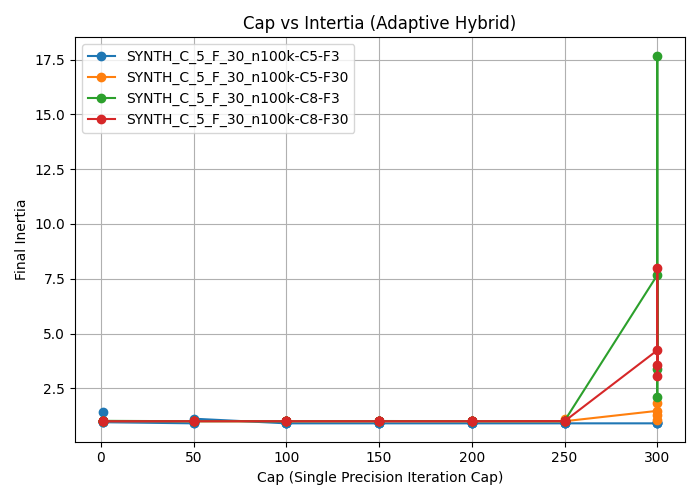 Cap vs Intertia (Adaptive Hybrid)
SYNTH_C_5_F_30_n100k-C5-F3
SYNTH_C_5_F_30_n100k-C5-F30
SYNTH_C_5_F_30_n100k-C8-F3
SYNTH_C_5_F_30_n100k-C8-F30
Final Inertia
17.5
15.0
12.5
10.0
7.5
5.0
2.5
0 50 100 150 200 250 300
Cap (Single Precision Iteration Cap)